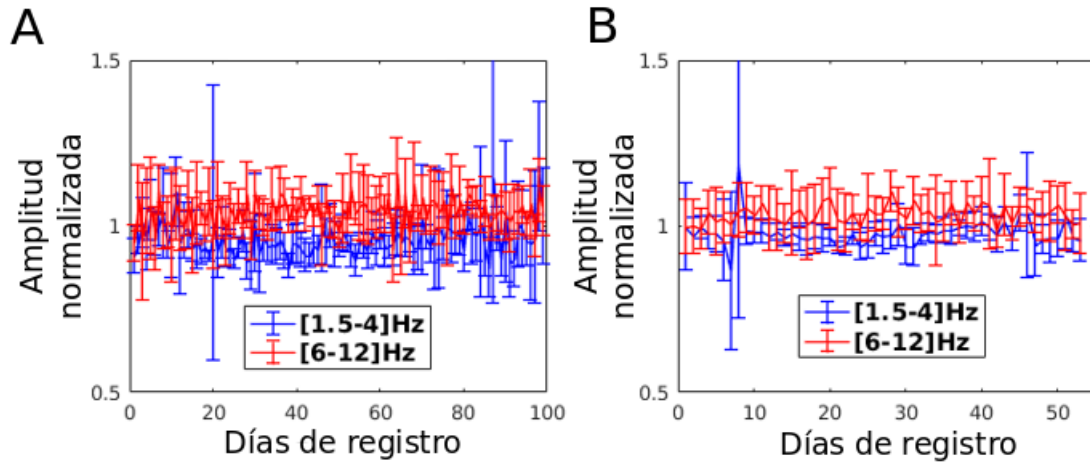 A
Amplitud
normalizada
1.5
1
0.5
[1.5-4]Hz
[6-12]Hz
0 20 40 60 80 100
Días de registro
B
Amplitud
normalizada
1.5
1
0.5
[1.5-4]Hz
[6-12]Hz
0 10 20 30 40 50
Días de registro